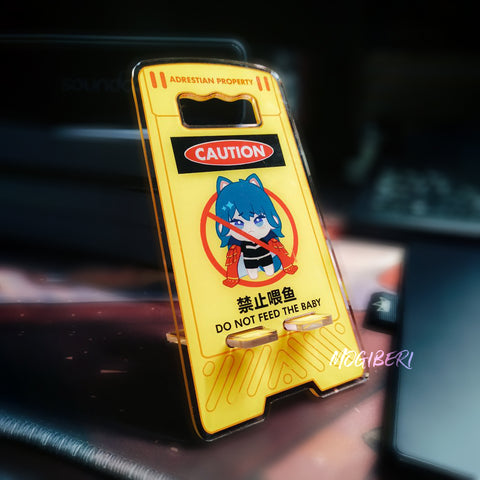 ADRESTIAN PROPERTY
CAUTION
禁止喂鱼
DO NOT FEED THE BABY
MOGIBERI